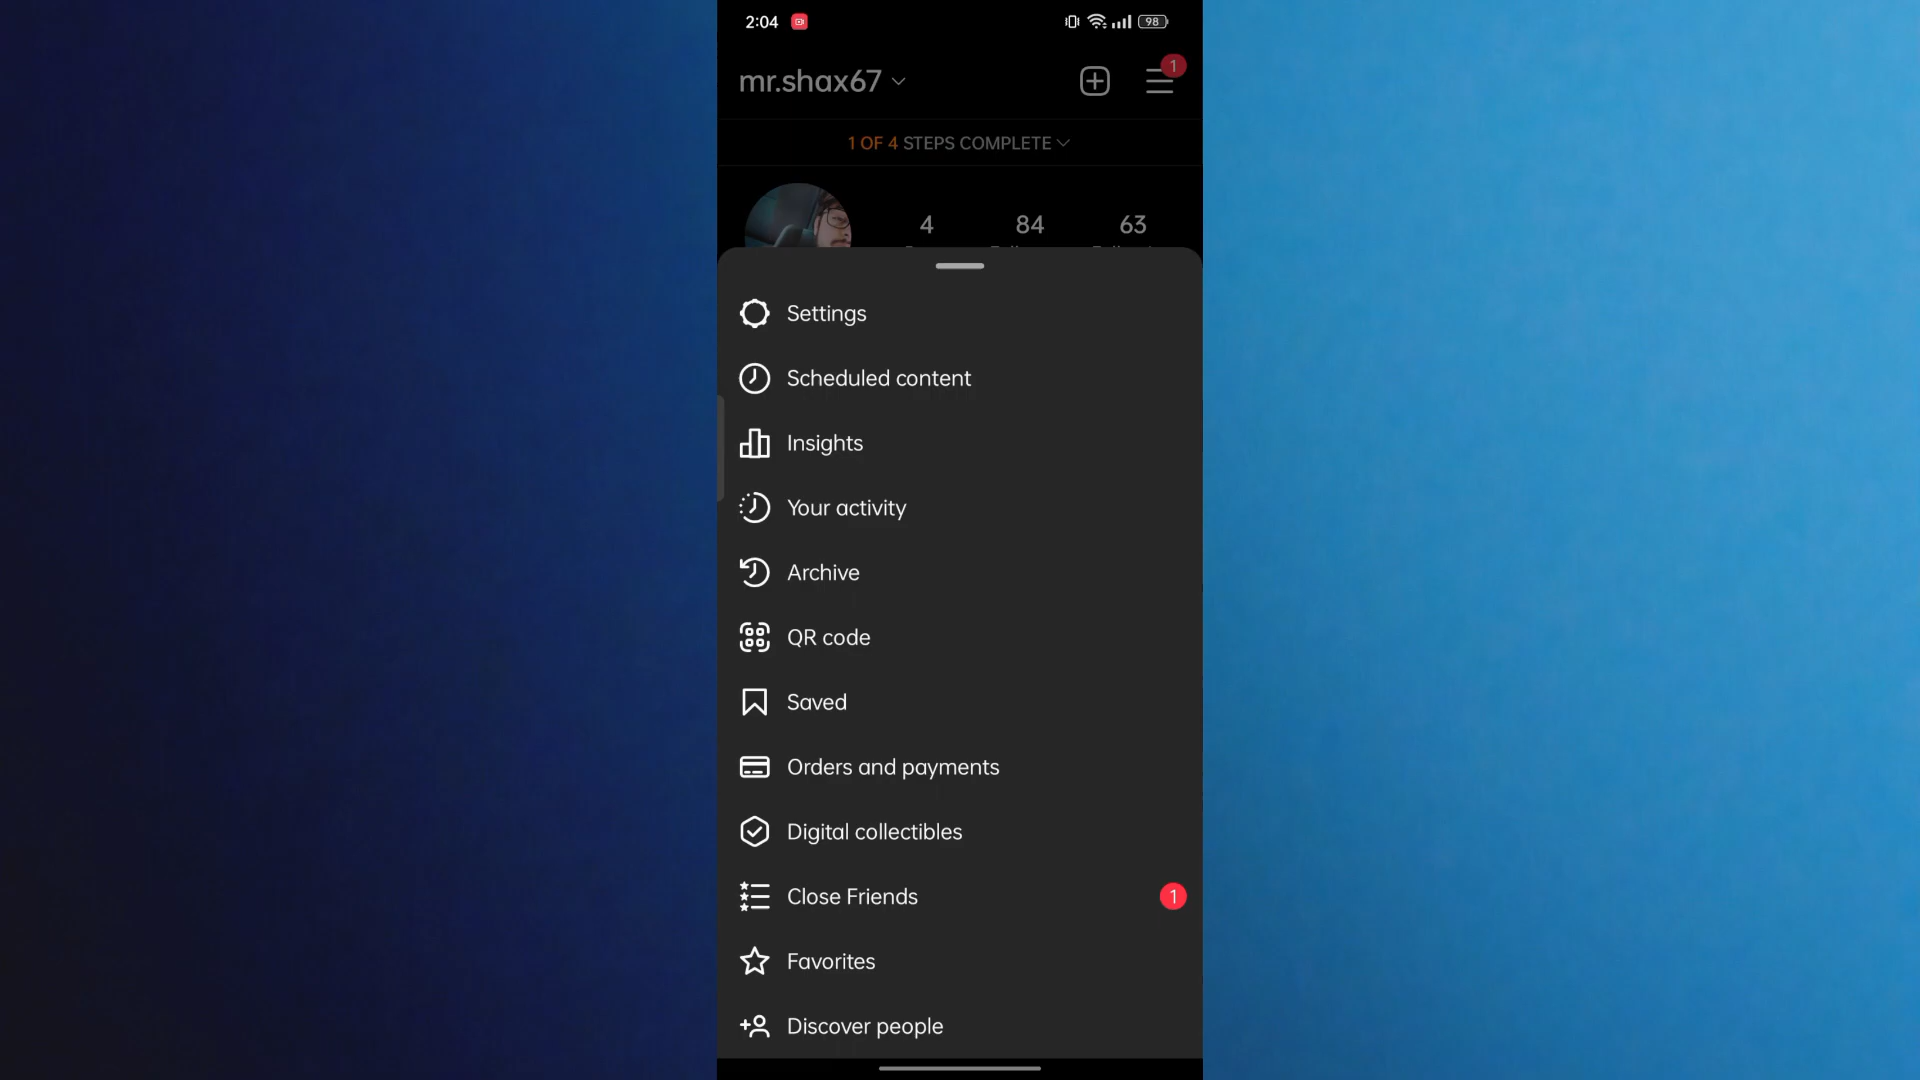 2:04
98
mr.shax67
1
1 OF 4 STEPS COMPLETE
4 84 63
Settings
Scheduled content
Insights
Your activity
Archive
QR code
Saved
Orders and payments
Digital collectibles
Close Friends 1
Favorites
Discover people